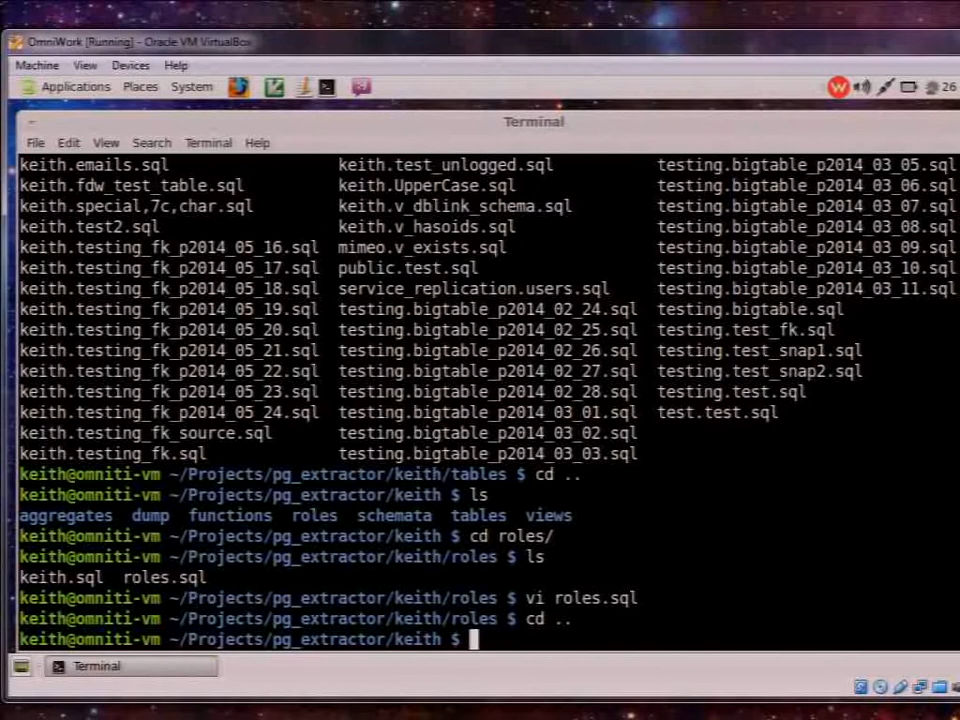 OmniWork [Running] - Oracle VM VirtualBox
Machine View Devices Help
Applications Places System 26
Terminal
File Edit View Search Terminal Help
keith.emails.sql keith.test_unlogged.sql testing.bigtable_p2014_03_05.sql
keith.fdw_test_table.sql keith.UpperCase.sql testing.bigtable_p2014_03_06.sql
keith.special,7c,char.sql keith.v_dblink_schema.sql testing.bigtable_p2014_03_07.sql
keith.test2.sql keith.v_hasoids.sql testing.bigtable_p2014_03_08.sql
keith.testing_fk_p2014_05_16.sql mimeo.v_exists.sql testing.bigtable_p2014_03_09.sql
keith.testing_fk_p2014_05_17.sql public.test.sql testing.bigtable_p2014_03_10.sql
keith.testing_fk_p2014_05_18.sql service_replication.users.sql testing.bigtable_p2014_03_11.sql
keith.testing_fk_p2014_05_19.sql testing.bigtable_p2014_02_24.sql testing.bigtable.sql
keith.testing_fk_p2014_05_20.sql testing.bigtable_p2014_02_25.sql testing.test_fk.sql
keith.testing_fk_p2014_05_21.sql testing.bigtable_p2014_02_26.sql testing.test_snap1.sql
keith.testing_fk_p2014_05_22.sql testing.bigtable_p2014_02_27.sql testing.test_snap2.sql
keith.testing_fk_p2014_05_23.sql testing.bigtable_p2014_02_28.sql testing.test.sql
keith.testing_fk_p2014_05_24.sql testing.bigtable_p2014_03_01.sql test.test.sql
keith.testing_fk_source.sql testing.bigtable_p2014_03_02.sql
keith.testing_fk.sql testing.bigtable_p2014_03_03.sql
keith@omniti-vm ~/Projects/pg_extractor/keith/tables $ cd ..
keith@omniti-vm ~/Projects/pg_extractor/keith $ ls
aggregates dump functions roles schemata tables views
keith@omniti-vm ~/Projects/pg_extractor/keith $ cd roles/
keith@omniti-vm ~/Projects/pg_extractor/keith/roles $ ls
keith.sql roles.sql
keith@omniti-vm ~/Projects/pg_extractor/keith/roles $ vi roles.sql
keith@omniti-vm ~/Projects/pg_extractor/keith/roles $ cd ..
keith@omniti-vm ~/Projects/pg_extractor/keith $
Terminal